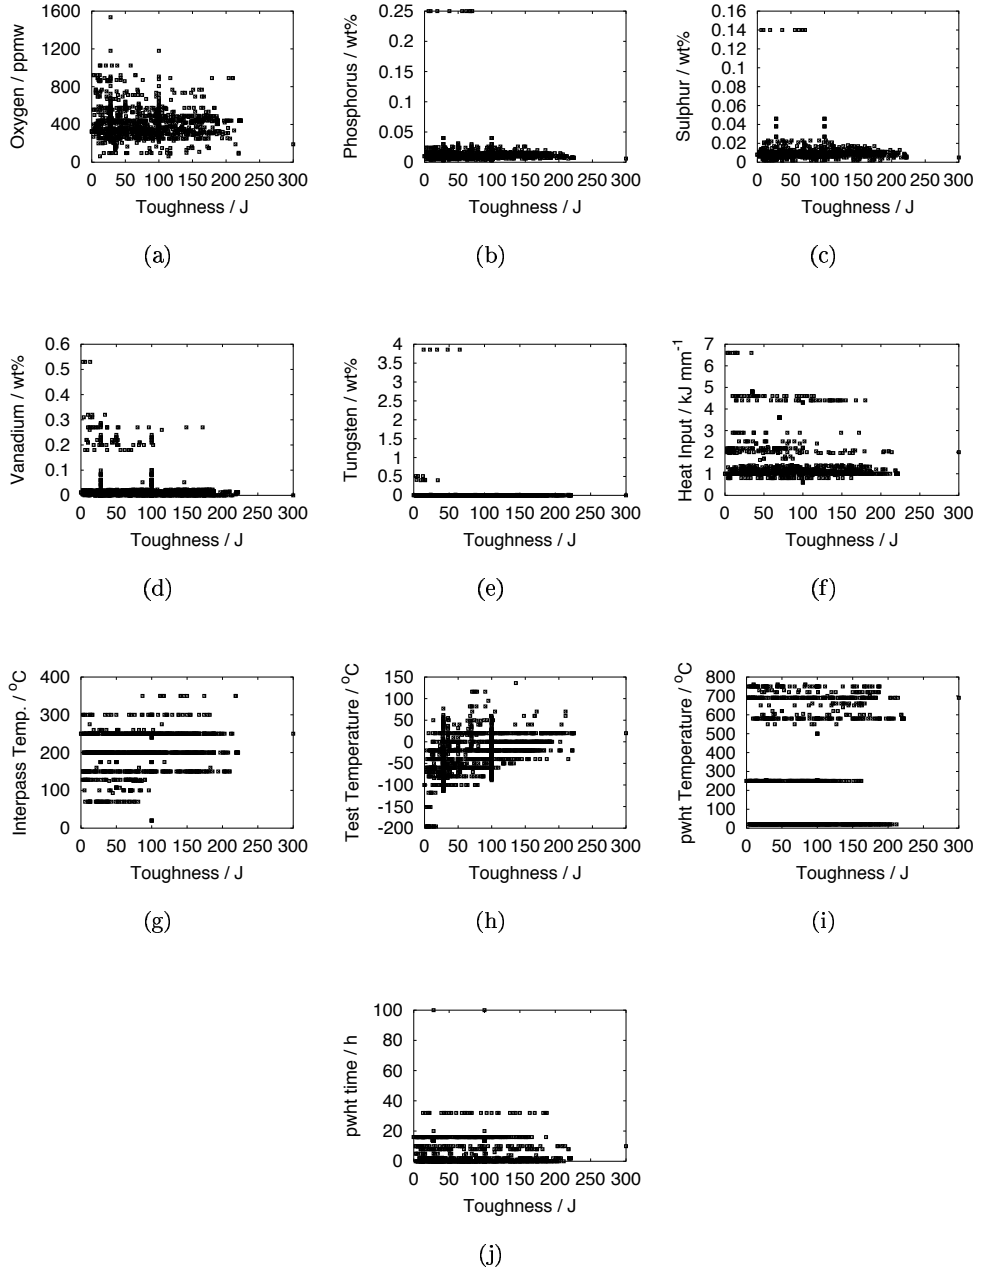 1600
1200
800
400
0
Oxygen / ppmw
0 50 100 150 200 250 300
Toughness / J
(a)
0.25
0.2
0.15
0.1
0.05
0
Phosphorus / wt%
0 50 100 150 200 250 300
Toughness / J
(b)
0.16
0.14
0.12
0.1
0.08
0.06
0.04
0.02
0
Sulphur / wt%
0 50 100 150 200 250 300
Toughness / J
(c)
0.6
0.5
0.4
0.3
0.2
0.1
0
Vanadium / wt%
0 50 100 150 200 250 300
Toughness / J
(d)
4
3.5
3
2.5
2
1.5
1
0.5
0
Tungsten / wt%
0 50 100 150 200 250 300
Toughness / J
(e)
7
6
5
4
3
2
1
0
Heat Input / kJ mm⁻¹
0 50 100 150 200 250 300
Toughness / J
(f)
400
300
200
100
0
Interpass Temp. / °C
0 50 100 150 200 250 300
Toughness / J
(g)
150
100
50
0
-50
-100
-150
-200
Test Temperature / °C
0 50 100 150 200 250 300
Toughness / J
(h)
800
700
600
500
400
300
200
100
0
pwht Temperature / °C
0 50 100 150 200 250 300
Toughness / J
(i)
100
80
60
40
20
0
pwht time / h
0 50 100 150 200 250 300
Toughness / J
(j)